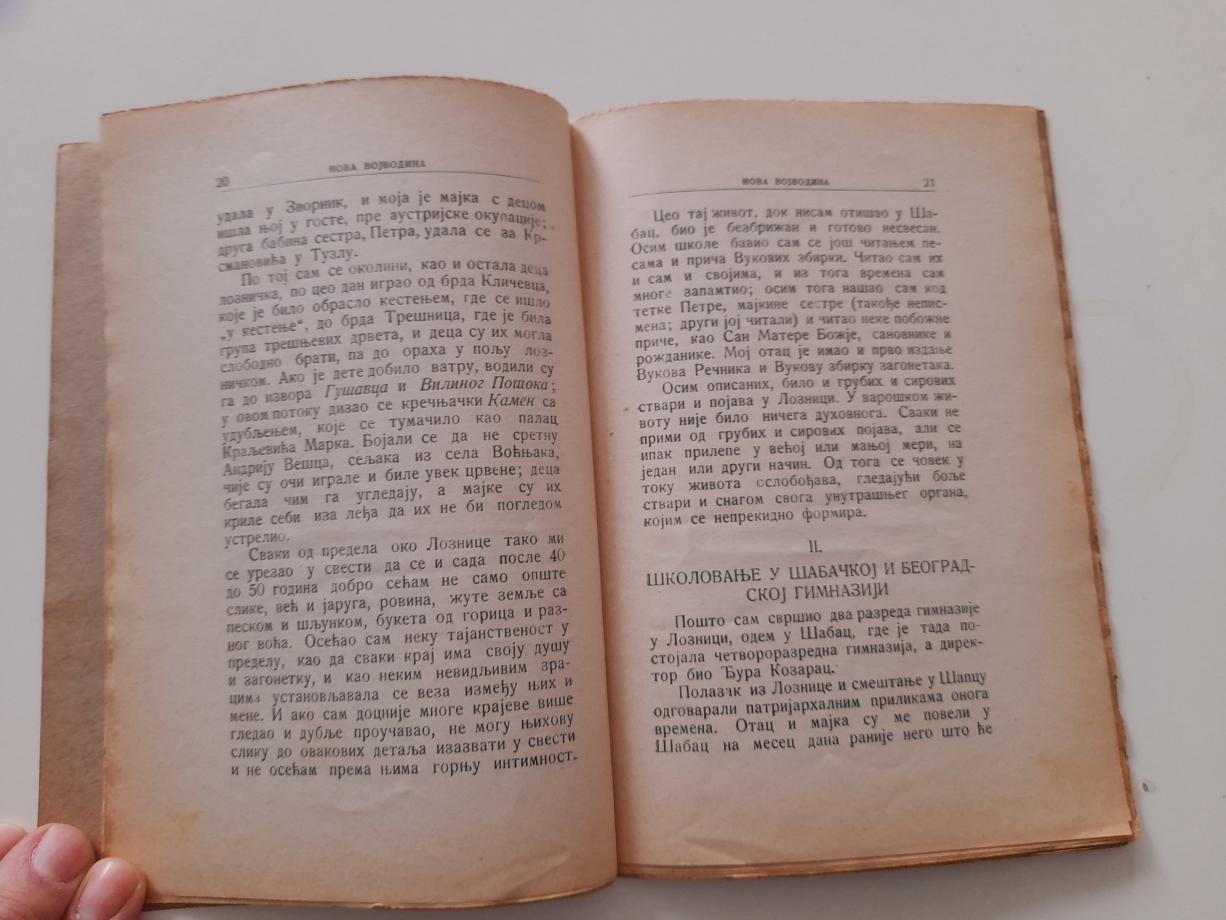 20
НОВА ВОЈВОДИНА
удала у Зворник, и моја је мајка с децом
ишла њој у госте, пре аустријске окупације;
друга бабина сестра, Петра, удала се за Кр-
смановића у Тузлу.
По тој сам се околини, као и остала деца
лозничка, по цео дан играо од брда Кличевца,
које је било обрасло кестењем, где се ишло
„у кестење“, до брда Трешница, где је била
група трешњевих дрвета, и деца су их могла
слободно брати, па до ораха у пољу лоз-
ничком. Ако је дете добило ватру, водили су
га до извора Гушавца и Вилиног Потока;
у овом потоку дизао се кречњачки Камен са
удубљењем, које се тумачило као палац
Краљевића Марка. Бојали се да не сретну
Андрију Вешца, сељака из села Воћњака,
чије су очи играле и биле увек црвене; деца
бегала чим га угледају, а мајке су их
криле себи иза леђа да их не би погледом
устрелио.
Сваки од предела око Лознице тако ми
се урезао у свести да се и сада после 40
до 50 година добро сећам не само опште
слике, већ и јаруга, ровина, жуте земље са
песком и шљунком, букета од горица и раз-
ног воћа. Осећао сам неку тајанственост у
пределу, као да сваки крај има своју душу
и загонетку, и као неким невидљивим зра-
цима установљавала се веза између њих и
мене. И ако сам доцније многе крајеве више
гледао и дубље проучавао, не могу њихову
слику до овакових детаља изазвати у свести
и не осећам према њима горњу интимност.
НОВА ВОЈВОДИНА
21
Цео тај живот, док нисам отишао у Ша-
бац, био је безбрижан и готово несвесан.
Осим школе бавио сам се још читањем пе-
сама и прича Вукових збирки. Читао сам их
и сам и својима, и из тога времена сам
многе запамтио; осим тога нашао сам код
тетке Петре, мајкине сестре (такође непис-
мена; други јој читали) и читао неке побожне
приче, као Сан Матере Божје, сановнике и
рожданике. Мој отац је имао и прво издање
Вукова Речника и Вукову збирку загонетака.
Осим описаних, било и грубих и сирових
ствари и појава у Лозници. У варошком жи-
воту није било ничега духовнога. Сваки не
прими од грубих и сирових појава, али се
ипак прилепе у већој или мањој мери, на
један или други начин. Од тога се човек у
току живота ослобођава, гледајући боље
ствари и снагом свога унутрашњег органа,
којим се непрекидно формира.
II.
ШКОЛОВАЊЕ У ШАБАЧКОЈ И БЕОГРАД-
СКОЈ ГИМНАЗИЈИ
Пошто сам свршио два разреда гимназије
у Лозници, одем у Шабац, где је тада по-
стојала четвороразредна гимназија, а дирек-
тор био Ђура Козарац.
Полазак из Лознице и смештање у Шапцу
одговарали патријархалним приликама онога
времена. Отац и мајка су ме повели у
Шабац на месец дана раније него што ће